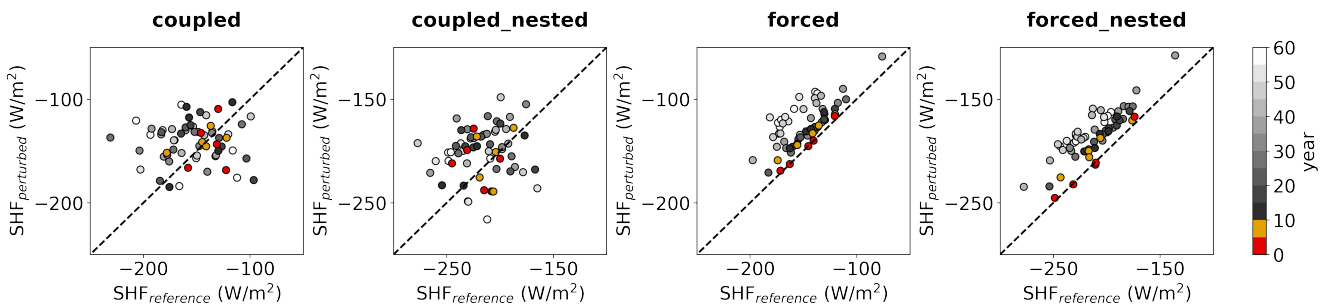 coupled
coupled_nested
forced
forced_nested
SHFperturbed (W/m²)
−100
−200
−200
−100
SHFreference (W/m²)
SHFperturbed (W/m²)
−150
−250
−250
−150
SHFreference (W/m²)
SHFperturbed (W/m²)
−100
−200
−200
−100
SHFreference (W/m²)
SHFperturbed (W/m²)
−150
−250
−250
−150
SHFreference (W/m²)
60
50
40
30
20
10
0
year